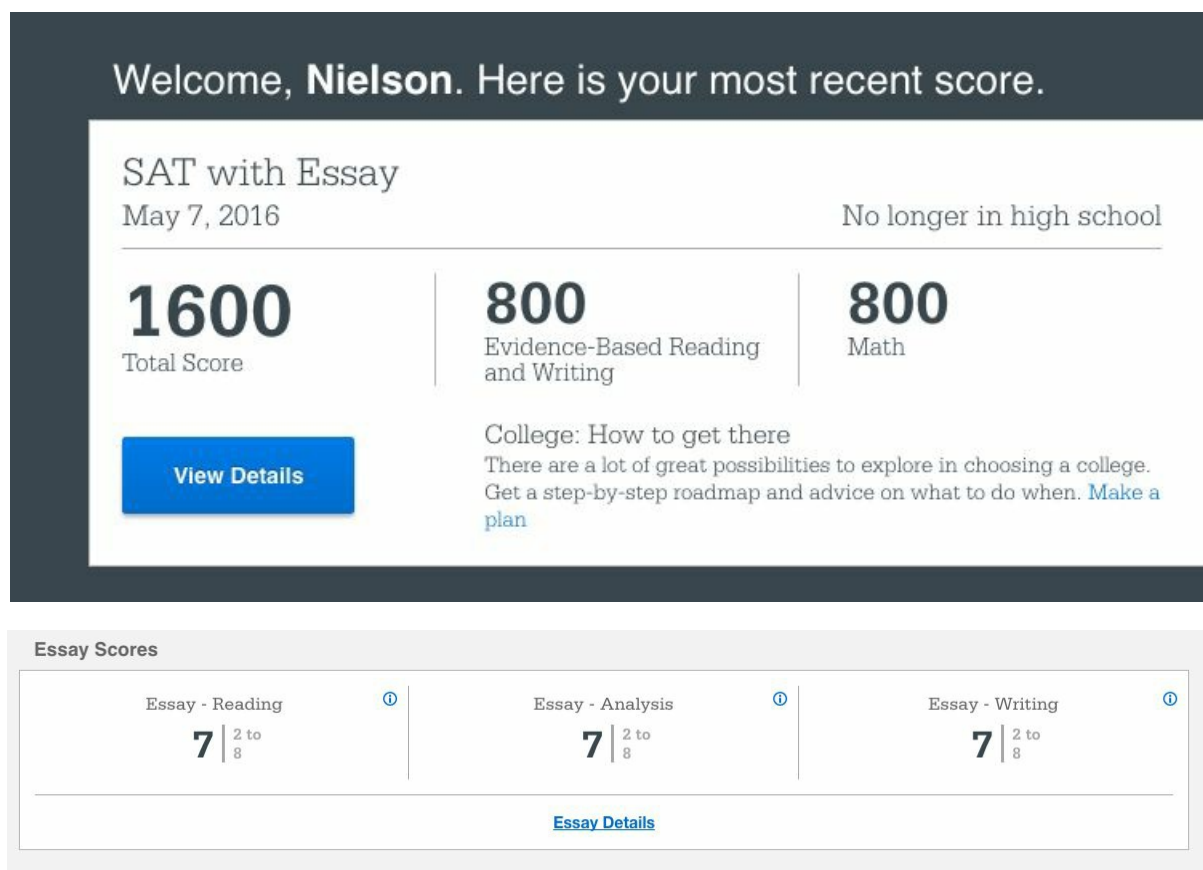 Welcome, Nielson. Here is your most recent score.
SAT with Essay
May 7, 2016
No longer in high school
1600
Total Score
800
Evidence-Based Reading
and Writing
800
Math
View Details
College: How to get there
There are a lot of great possibilities to explore in choosing a college.
Get a step-by-step roadmap and advice on what to do when. Make a
plan
Essay Scores
Essay - Reading
7 | 2 to
8
Essay - Analysis
7 | 2 to
8
Essay - Writing
7 | 2 to
8
Essay Details